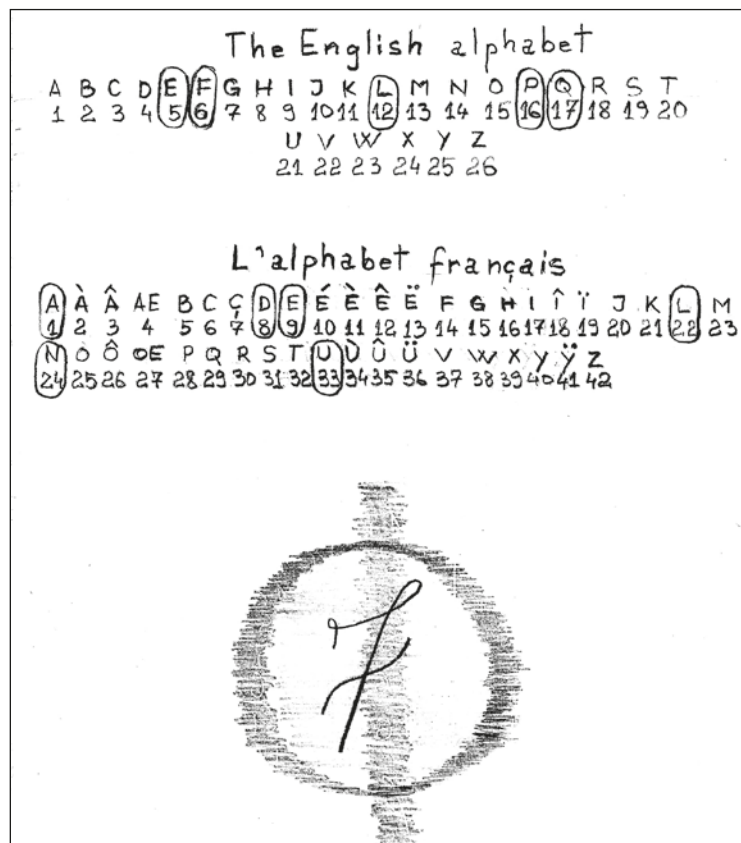 The English alphabet
A B C D E F G H I J K L M N O P Q R S T
1 2 3 4 5 6 7 8 9 10 11 12 13 14 15 16 17 18 19 20
U V W X Y Z
21 22 23 24 25 26
L'alphabet français
A À Â AE B C Ç D E É È Ê Ë F G H I Î Ï J K L M
1 2 3 4 5 6 7 8 9 10 11 12 13 14 15 16 17 18 19 20 21 22 23
N O Ô OE P Q R S T U Ù Û Ü V W X Y Ÿ Z
24 25 26 27 28 29 30 31 32 33 34 35 36 37 38 39 40 41 42
7